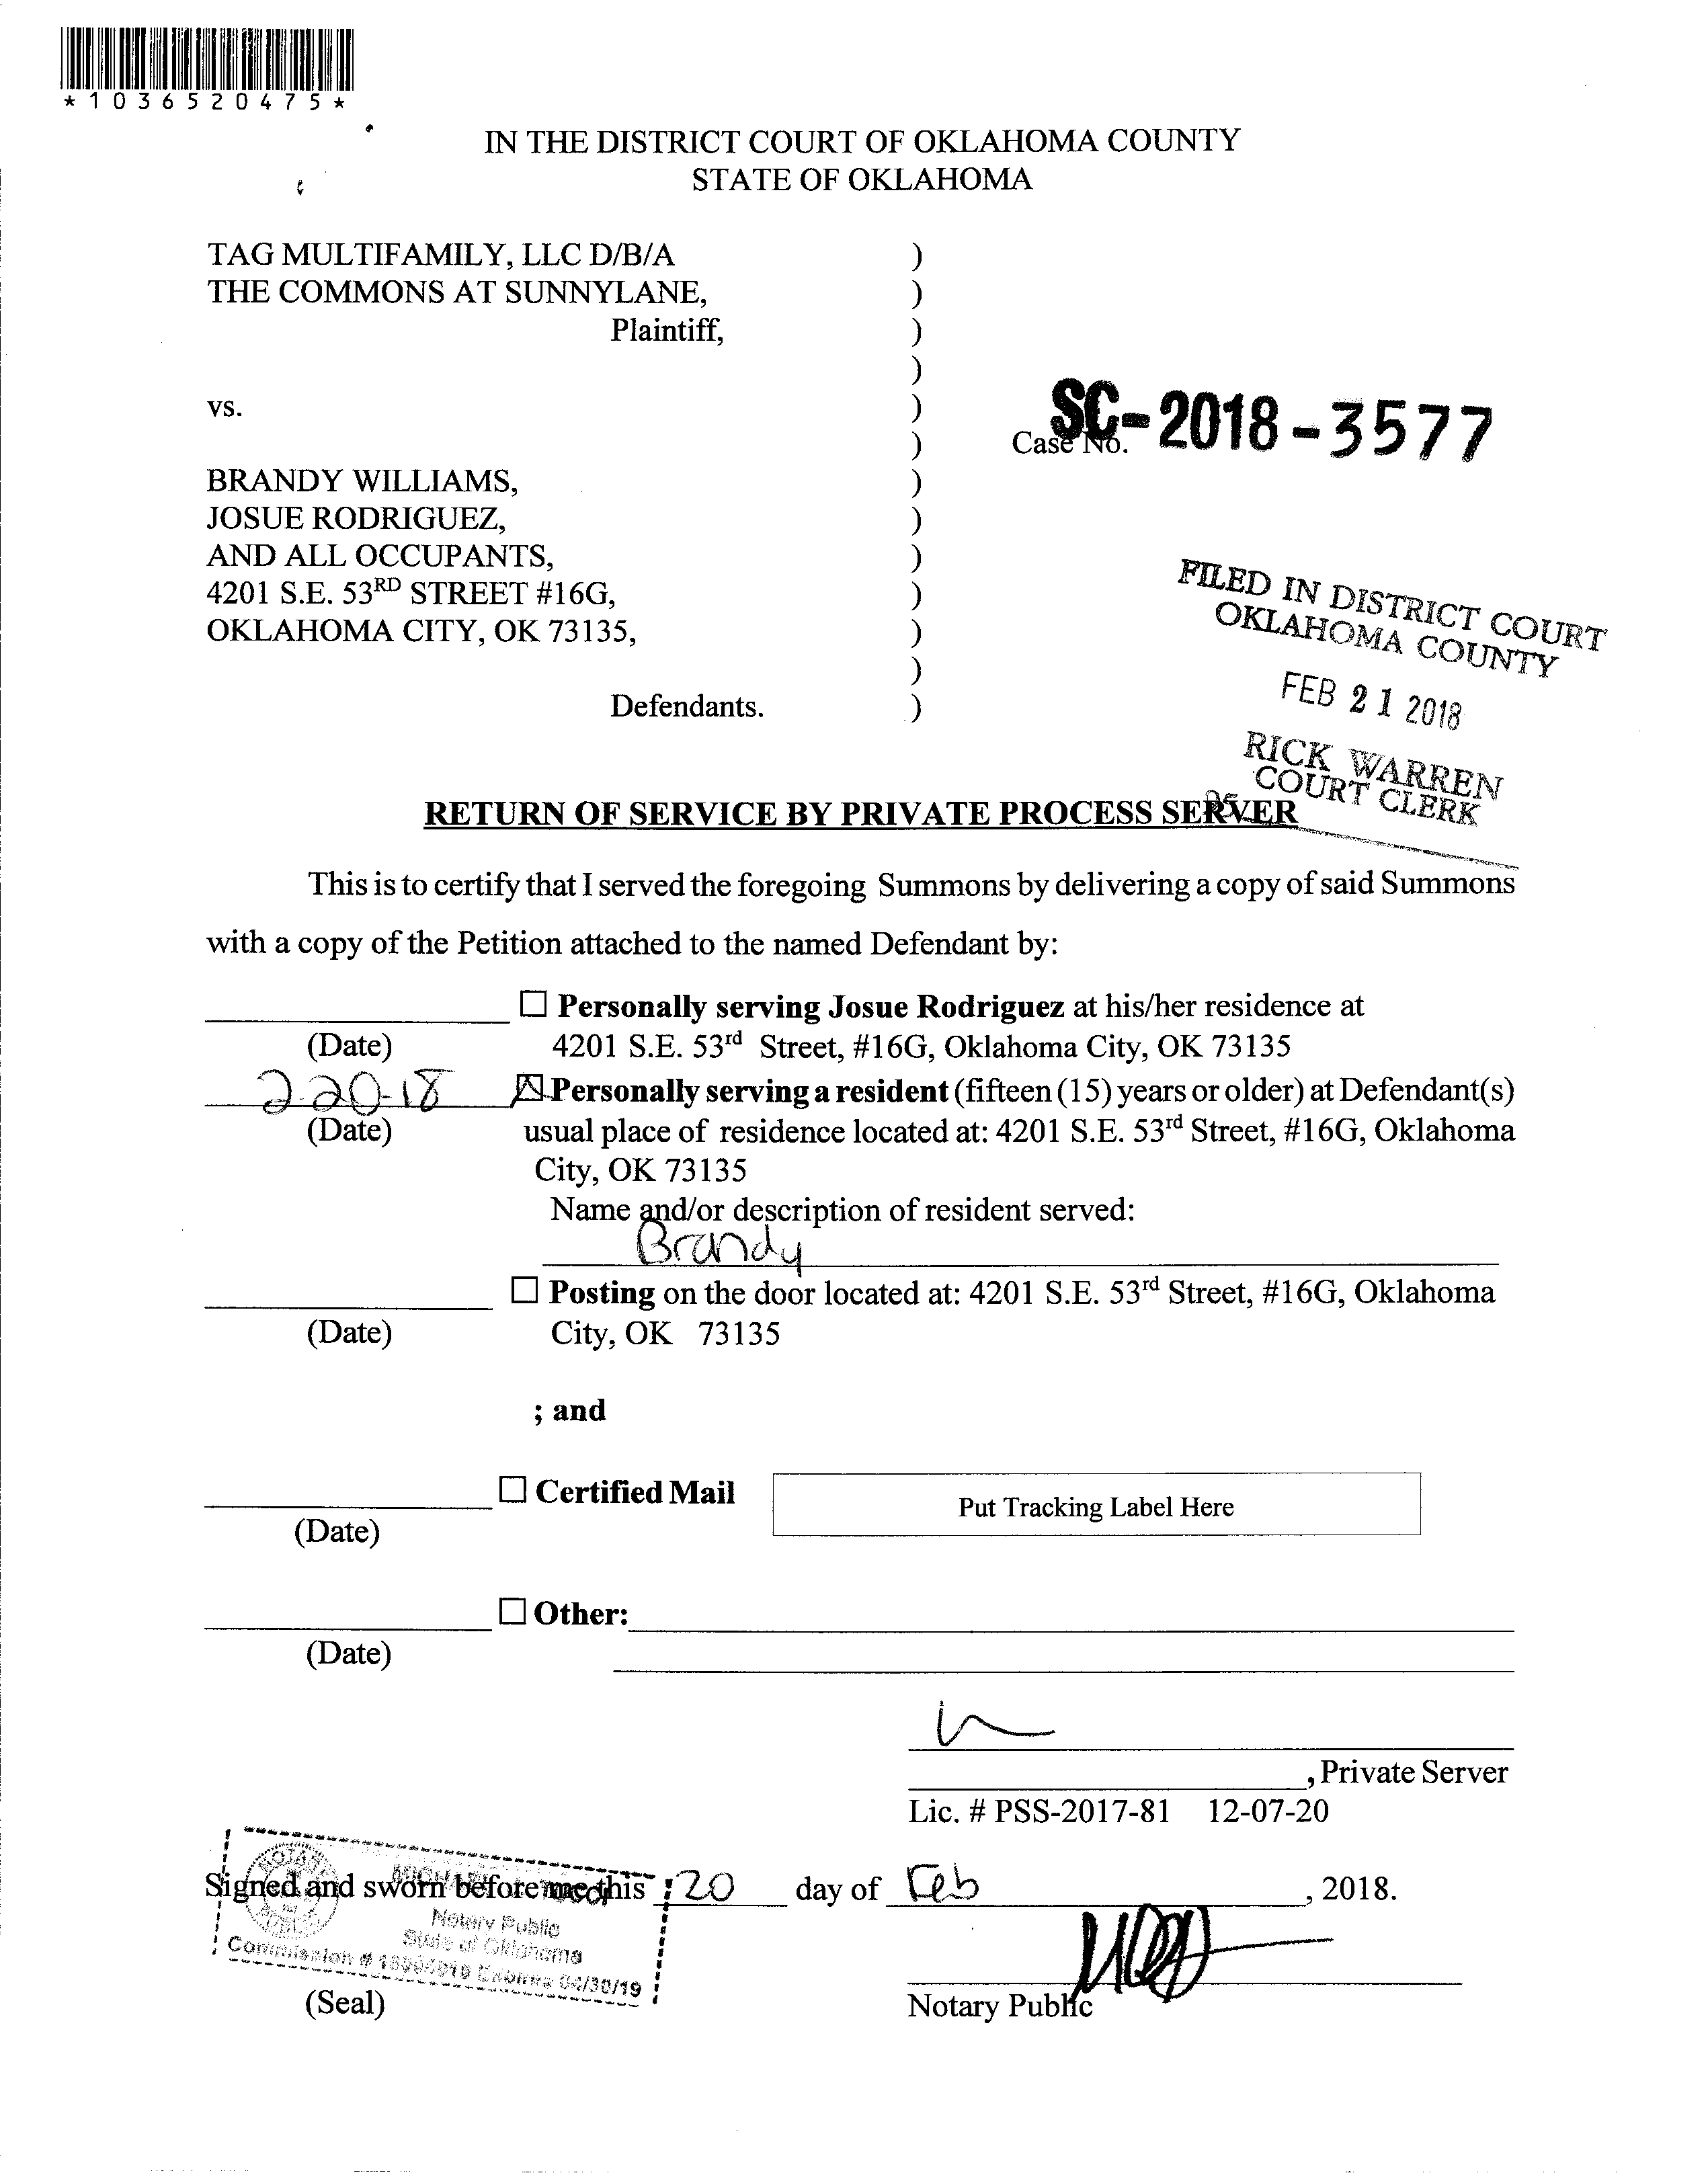 *1036520475*
IN THE DISTRICT COURT OF OKLAHOMA COUNTY
STATE OF OKLAHOMA
TAG MULTIFAMILY, LLC D/B/A )
THE COMMONS AT SUNNYLANE, )
Plaintiff, )
)
vs. )
Case No. SC-2018-3577
)
BRANDY WILLIAMS, )
JOSUE RODRIGUEZ, )
AND ALL OCCUPANTS, )
4201 S.E. 53RD STREET #16G, )
OKLAHOMA CITY, OK 73135, )
)
Defendants. )
FILED IN DISTRICT COURT
OKLAHOMA COUNTY
FEB 21 2018
RICK WARREN
COURT CLERK
RETURN OF SERVICE BY PRIVATE PROCESS SERVER
This is to certify that I served the foregoing Summons by delivering a copy of said Summons
with a copy of the Petition attached to the named Defendant by:
☐ Personally serving Josue Rodriguez at his/her residence at
(Date) 4201 S.E. 53rd Street, #16G, Oklahoma City, OK 73135
2-20-18 ☒ Personally serving a resident (fifteen (15) years or older) at Defendant(s)
(Date) usual place of residence located at: 4201 S.E. 53rd Street, #16G, Oklahoma
City, OK 73135
Name and/or description of resident served:
Brandy
☐ Posting on the door located at: 4201 S.E. 53rd Street, #16G, Oklahoma
(Date) City, OK 73135
; and
☐ Certified Mail Put Tracking Label Here
(Date)
☐ Other:
(Date)
, Private Server
Lic. # PSS-2017-81 12-07-20
Signed and sworn before me this 20 day of Feb, 2018.
Notary Public
State of Oklahoma
Commission # Expires 04/30/19
(Seal)
Notary Public